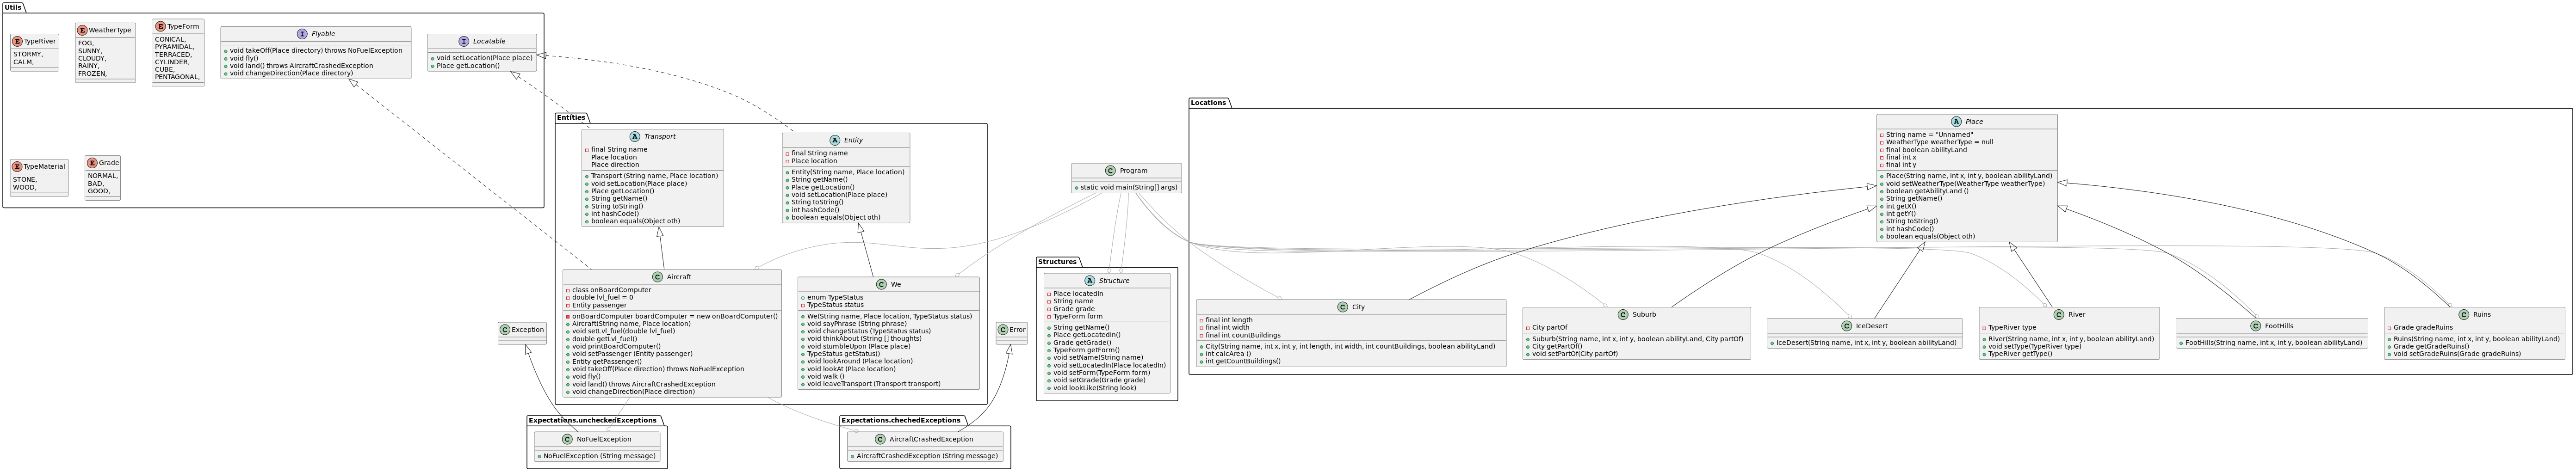 Utils
E TypeRiver
STORMY,
CALM,
E WeatherType
FOG,
SUNNY,
CLOUDY,
RAINY,
FROZEN,
E TypeForm
CONICAL,
PYRAMIDAL,
TERRACED,
CYLINDER,
CUBE,
PENTAGONAL,
I Flyable
void takeOff(Place directory) throws NoFuelException
void fly()
void land() throws AircraftCrashedException
void changeDirection(Place directory)
I Locatable
void setLocation(Place place)
Place getLocation()
E TypeMaterial
STONE,
WOOD,
E Grade
NORMAL,
BAD,
GOOD,
Entities
A Transport
final String name
Place location
Place direction
Transport (String name, Place location)
void setLocation(Place place)
Place getLocation()
String getName()
String toString()
int hashCode()
boolean equals(Object oth)
A Entity
final String name
Place location
Entity(String name, Place location)
String getName()
Place getLocation()
void setLocation(Place place)
String toString()
int hashCode()
boolean equals(Object oth)
C Aircraft
class onBoardComputer
double lvl_fuel = 0
Entity passenger
onBoardComputer boardComputer = new onBoardComputer()
Aircraft(String name, Place location)
void setLvl_fuel(double lvl_fuel)
double getLvl_fuel()
void printBoardComputer()
void setPassenger (Entity passenger)
Entity getPassenger()
void takeOff(Place direction) throws NoFuelException
void fly()
void land() throws AircraftCrashedException
void changeDirection(Place direction)
C We
enum TypeStatus
TypeStatus status
We(String name, Place location, TypeStatus status)
void sayPhrase (String phrase)
void changeStatus (TypeStatus status)
void thinkAbout (String [] thoughts)
void stumbleUpon (Place place)
TypeStatus getStatus()
void lookAround (Place location)
void lookAt (Place location)
void walk ()
void leaveTransport (Transport transport)
C Program
static void main(String[] args)
Structures
A Structure
Place locatedIn
String name
Grade grade
TypeForm form
String getName()
Place getLocatedIn()
Grade getGrade()
TypeForm getForm()
void setName(String name)
void setLocatedIn(Place locatedIn)
void setForm(TypeForm form)
void setGrade(Grade grade)
void lookLike(String look)
Locations
A Place
String name = "Unnamed"
WeatherType weatherType = null
final boolean abilityLand
final int x
final int y
Place(String name, int x, int y, boolean abilityLand)
void setWeatherType(WeatherType weatherType)
boolean getAbilityLand ()
String getName()
int getX()
int getY()
String toString()
int hashCode()
boolean equals(Object oth)
C City
final int length
final int width
final int countBuildings
City(String name, int x, int y, int length, int width, int countBuildings, boolean abilityLand)
int calcArea ()
int getCountBuildings()
C Suburb
City partOf
Suburb(String name, int x, int y, boolean abilityLand, City partOf)
City getPartOf()
void setPartOf(City partOf)
C IceDesert
IceDesert(String name, int x, int y, boolean abilityLand)
C River
TypeRiver type
River(String name, int x, int y, boolean abilityLand)
void setType(TypeRiver type)
TypeRiver getType()
C FootHills
FootHills(String name, int x, int y, boolean abilityLand)
C Ruins
Grade gradeRuins
Ruins(String name, int x, int y, boolean abilityLand)
Grade getGradeRuins()
void setGradeRuins(Grade gradeRuins)
C Exception
C Error
Expectations.uncheckedExceptions
C NoFuelException
NoFuelException (String message)
Expectations.chechedExceptions
C AircraftCrashedException
AircraftCrashedException (String message)